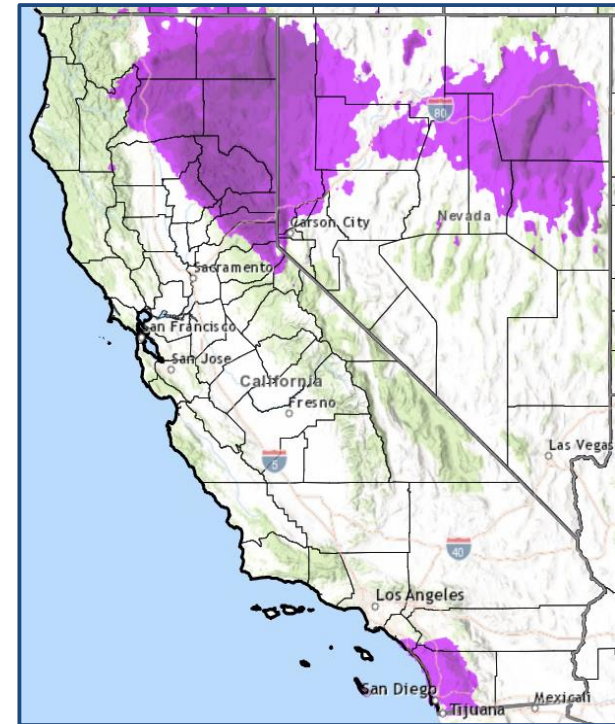 80
Nevada
Carson City
Sacramento
San Francisco
San Jose
California
Fresno
5
Las Vegas
40
Los Angeles
San Diego
Tijuana
Mexicali